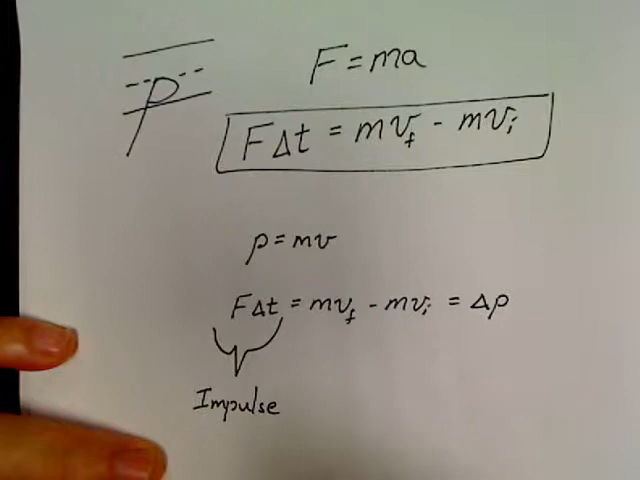 p
F = ma
FΔt = mv_f - mv_i
p = mv
FΔt = mv_f - mv_i = Δp
Impulse